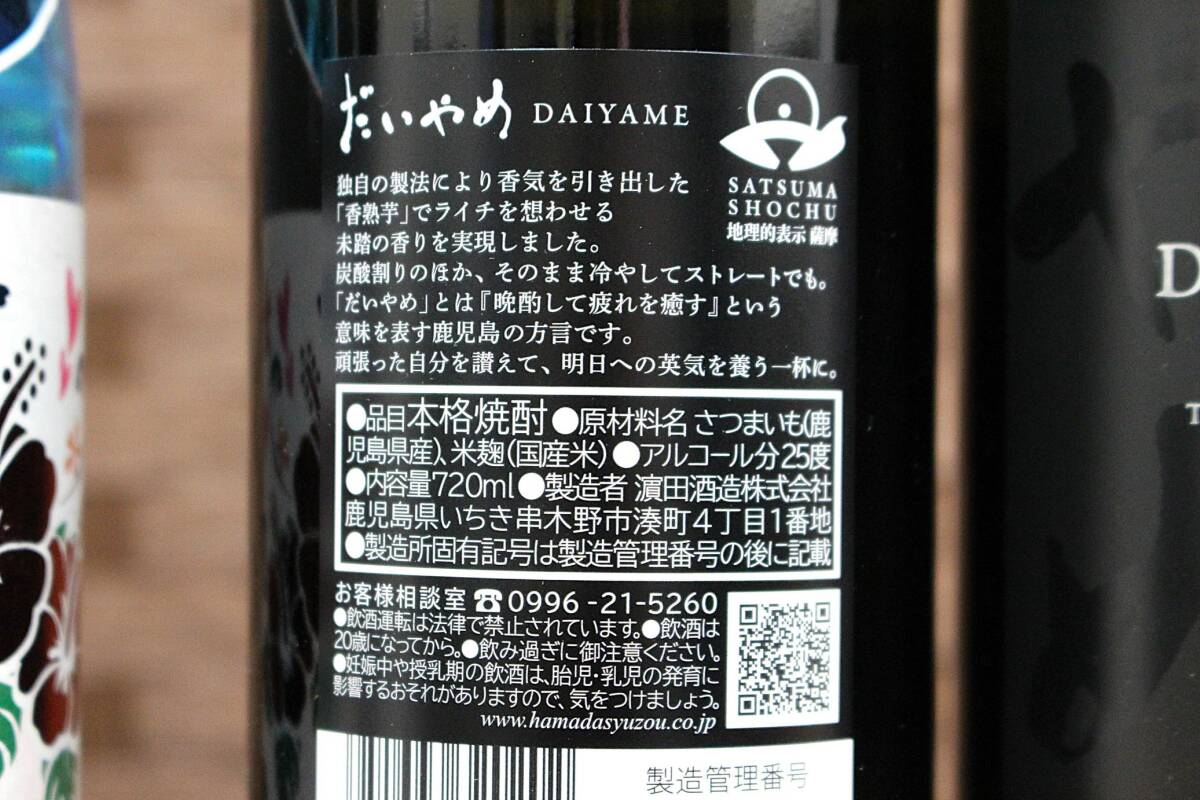 だいやめ DAIYAME
SATSUMA
SHOCHU
地理的表示 薩摩
独自の製法により香気を引き出した
「香熟芋」でライチを想わせる
未踏の香りを実現しました。
炭酸割りのほか、そのまま冷やしてストレートでも。
「だいやめ」とは『晩酌して疲れを癒す』という
意味を表す鹿児島の方言です。
頑張った自分を讃えて、明日への英気を養う一杯に。
●品目本格焼酎●原材料名 さつまいも(鹿
児島県産)、米麹(国産米)●アルコール分25度
●内容量720ml●製造者 濵田酒造株式会社
鹿児島県いちき串木野市湊町4丁目1番地
●製造所固有記号は製造管理番号の後に記載
お客様相談室 ☎0996-21-5260
●飲酒運転は法律で禁止されています。●飲酒は
20歳になってから。●飲み過ぎに御注意ください。
●妊娠中や授乳期の飲酒は、胎児・乳児の発育に
影響するおそれがありますので、気をつけましょう。
www.hamadasyuzou.co.jp
製造管理番号
D
T